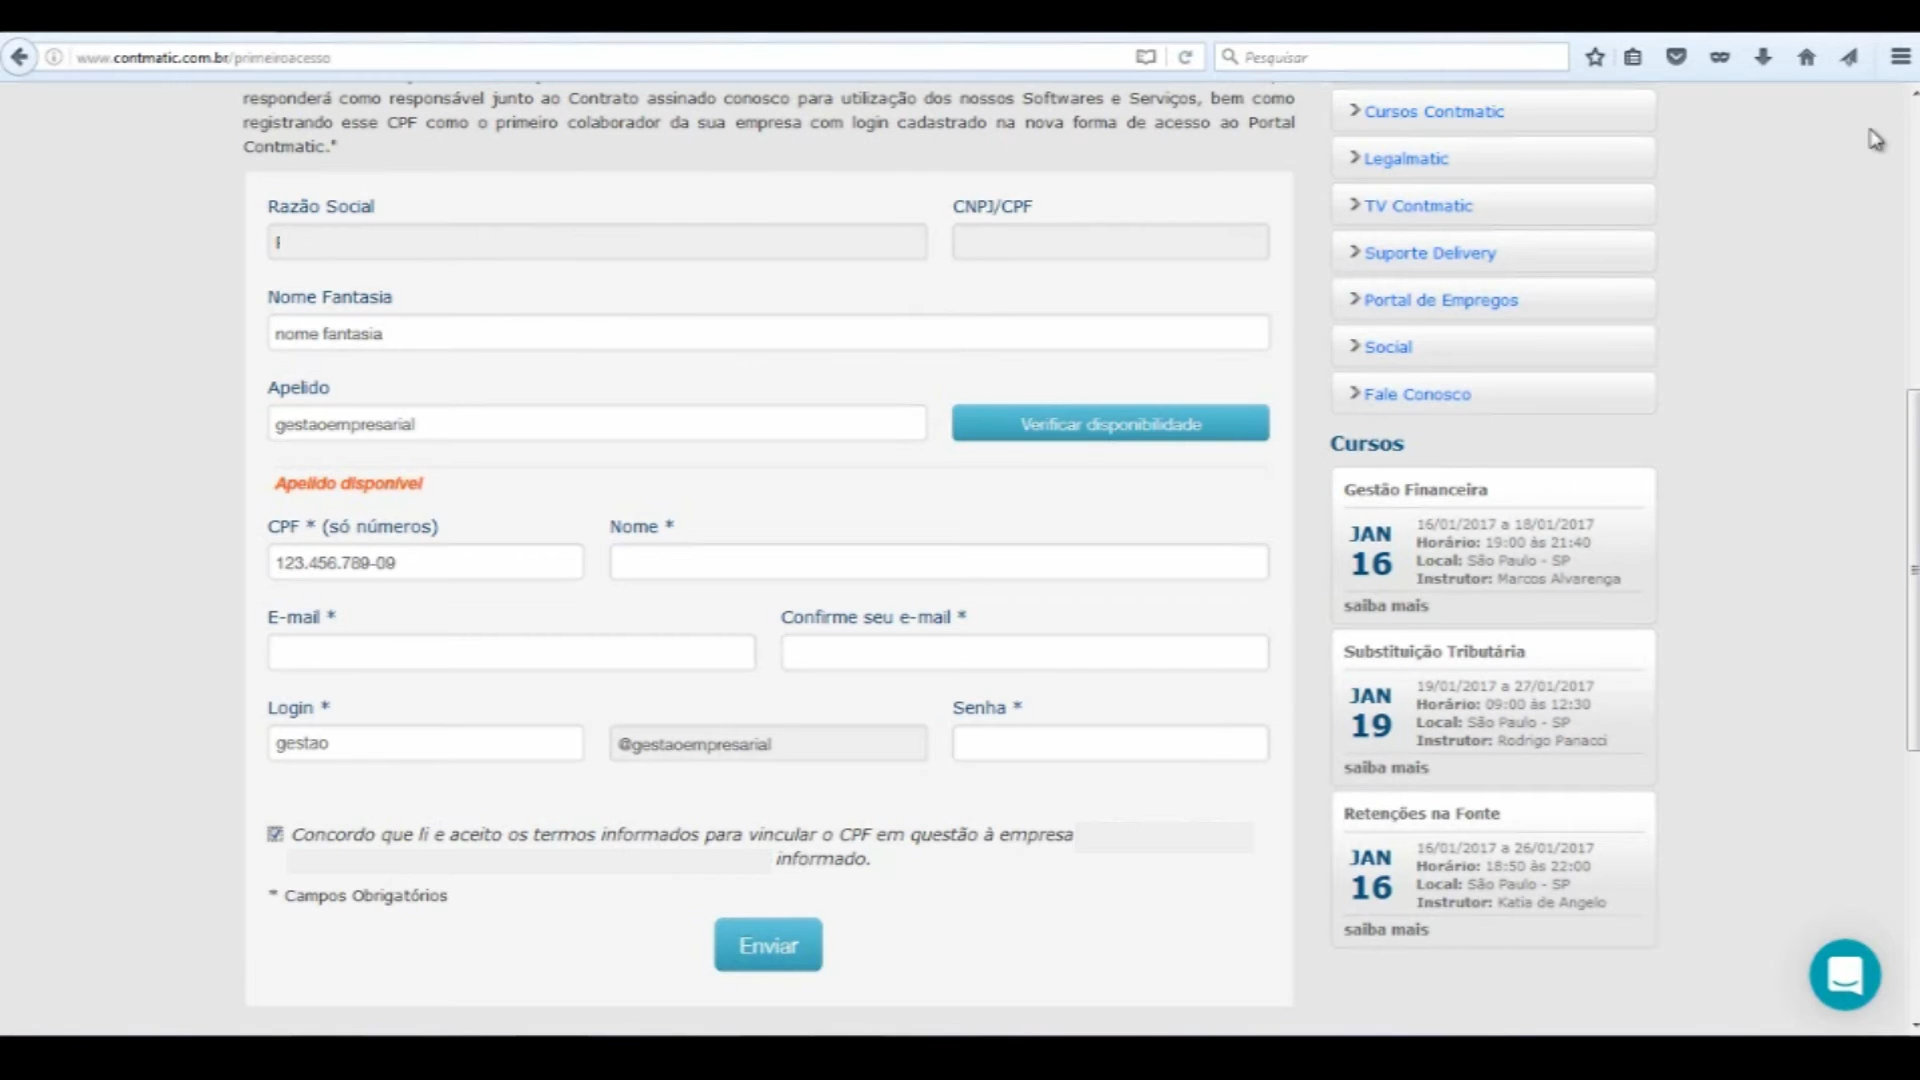 www.contmatic.com.br/primeiroacesso
Pesquisar
responderá como responsável junto ao Contrato assinado conosco para utilização dos nossos Softwares e Serviços, bem como
registrando esse CPF como o primeiro colaborador da sua empresa com login cadastrado na nova forma de acesso ao Portal
Contmatic."
Razão Social
CNPJ/CPF
Nome Fantasia
nome fantasia
Apelido
gestaoempresarial
Verificar disponibilidade
Apelido disponível
CPF * (só números)
Nome *
123.456.789-09
E-mail *
Confirme seu e-mail *
Login *
Senha *
gestao
@gestaoempresarial
Concordo que li e aceito os termos informados para vincular o CPF em questão à empresa
informado.
* Campos Obrigatórios
Enviar
Cursos Contmatic
Legalmatic
TV Contmatic
Suporte Delivery
Portal de Empregos
Social
Fale Conosco
Cursos
Gestão Financeira
JAN
16
16/01/2017 a 18/01/2017
Horário: 19:00 às 21:40
Local: São Paulo - SP
Instrutor: Marcos Alvarenga
saiba mais
Substituição Tributária
JAN
19
19/01/2017 a 27/01/2017
Horário: 09:00 às 12:30
Local: São Paulo - SP
Instrutor: Rodrigo Panacci
saiba mais
Retenções na Fonte
JAN
16
16/01/2017 a 26/01/2017
Horário: 18:50 às 22:00
Local: São Paulo - SP
Instrutor: Katia de Angelo
saiba mais